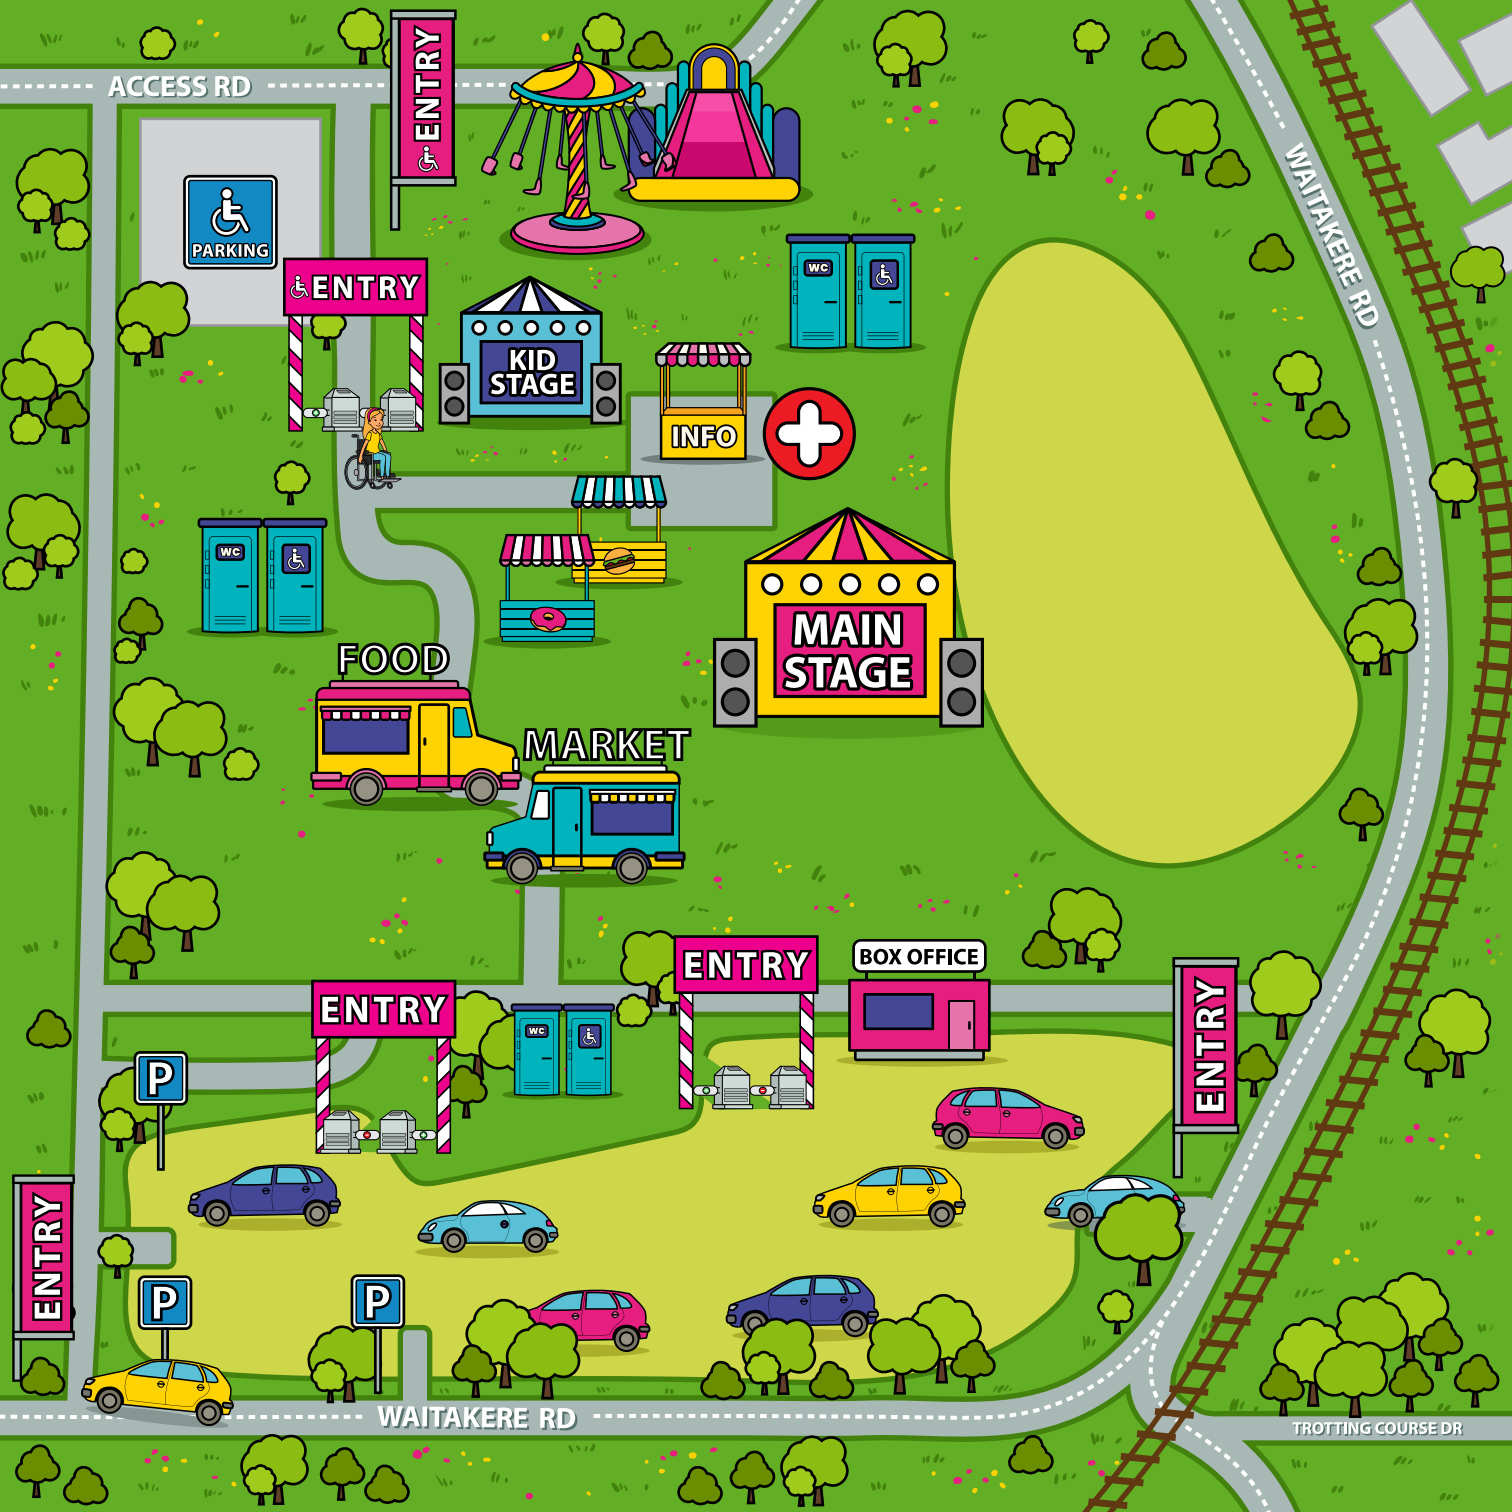 ACCESS RD
ENTRY
PARKING
ENTRY
WAITAKERE RD
WC
KID
STAGE
INFO
WC
MAIN
STAGE
FOOD
MARKET
ENTRY
BOX OFFICE
ENTRY
ENTRY
WC
P
ENTRY
P
P
WAITAKERE RD
TROTTING COURSE DR